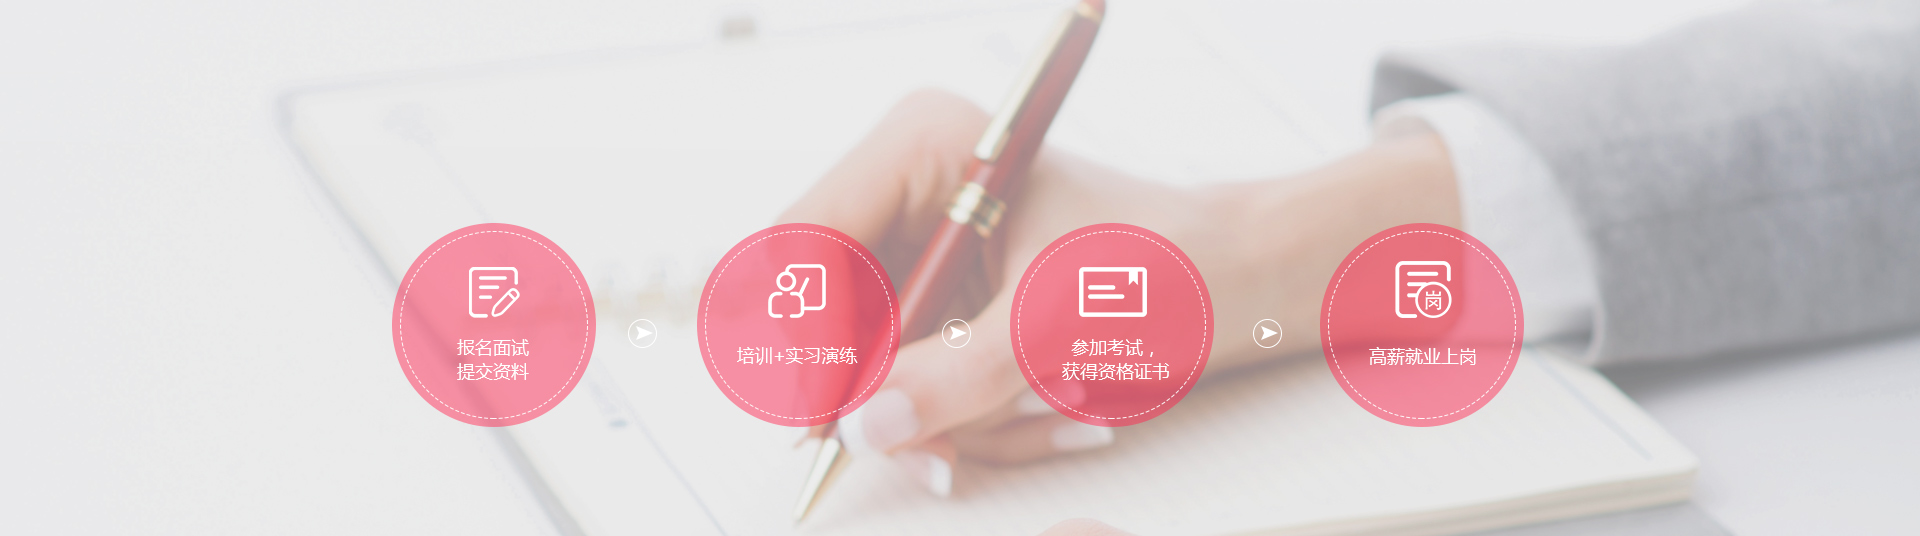 报名面试
提交资料
培训+实习演练
参加考试，
获得资格证书
岗
高薪就业上岗